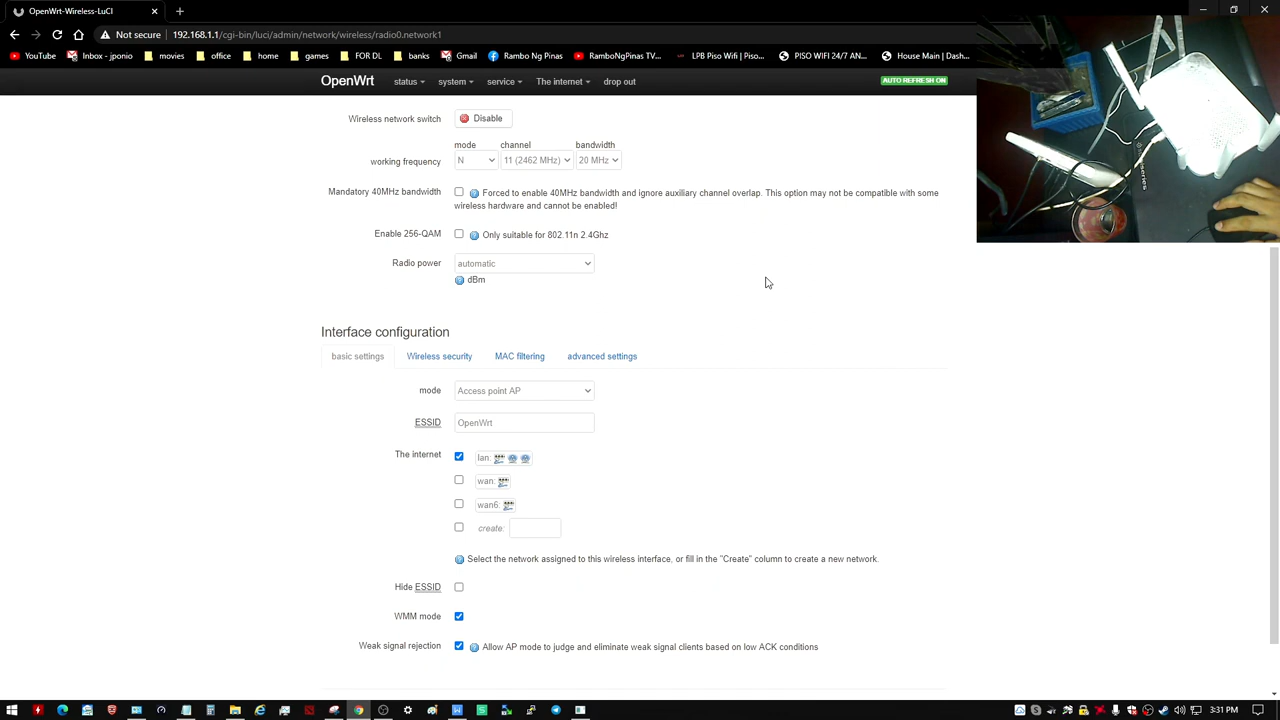 OpenWrt-Wireless-LuCI
Not secure 192.168.1.1/cgi-bin/luci/admin/network/wireless/radio0.network1
YouTube Inbox - jponio movies office home games FOR DL banks Gmail Rambo Ng Pinas RamboNgPinas TV... LPB Piso Wifi | Piso... PISO WIFI 24/7 AN... House Main | Dash...
OpenWrt status system service The internet drop out AUTO REFRESH ON
Wireless network switch Disable
mode channel bandwidth
working frequency N 11 (2462 MHz) 20 MHz
Mandatory 40MHz bandwidth Forced to enable 40MHz bandwidth and ignore auxiliary channel overlap. This option may not be compatible with some
wireless hardware and cannot be enabled!
Enable 256-QAM Only suitable for 802.11n 2.4Ghz
Radio power automatic
dBm
Interface configuration
basic settings Wireless security MAC filtering advanced settings
mode Access point AP
ESSID OpenWrt
The internet lan:
wan:
wan6:
create:
Select the network assigned to this wireless interface, or fill in the "Create" column to create a new network.
Hide ESSID
WMM mode
Weak signal rejection Allow AP mode to judge and eliminate weak signal clients based on low ACK conditions
3:31 PM